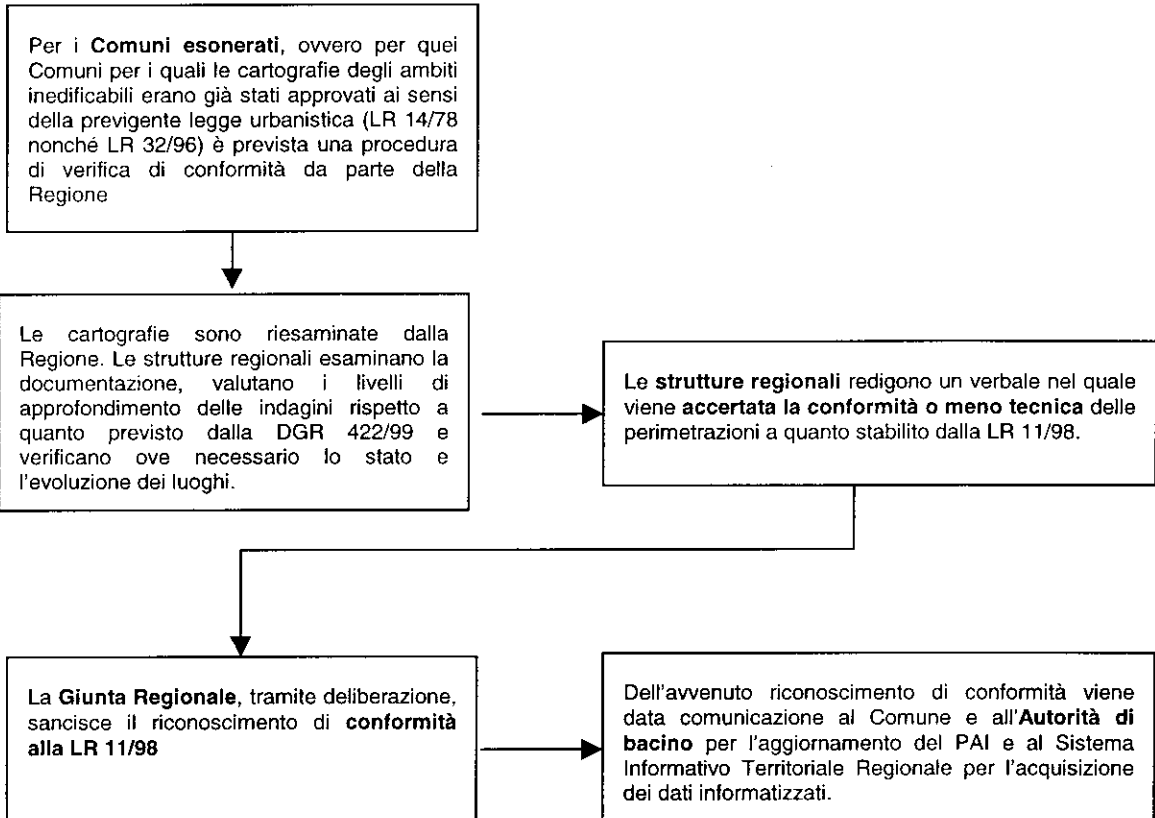 Per i Comuni esonerati, ovvero per quei
Comuni per i quali le cartografie degli ambiti
inedificabili erano già stati approvati ai sensi
della previgente legge urbanistica (LR 14/78
nonché LR 32/96) è prevista una procedura
di verifica di conformità da parte della
Regione
Le cartografie sono riesaminate dalla
Regione. Le strutture regionali esaminano la
documentazione, valutano i livelli di
approfondimento delle indagini rispetto a
quanto previsto dalla DGR 422/99 e
verificano ove necessario lo stato e
l'evoluzione dei luoghi.
Le strutture regionali redigono un verbale nel quale
viene accertata la conformità o meno tecnica delle
perimetrazioni a quanto stabilito dalla LR 11/98.
La Giunta Regionale, tramite deliberazione,
sancisce il riconoscimento di conformità
alla LR 11/98
Dell'avvenuto riconoscimento di conformità viene
data comunicazione al Comune e all'Autorità di
bacino per l'aggiornamento del PAI e al Sistema
Informativo Territoriale Regionale per l'acquisizione
dei dati informatizzati.